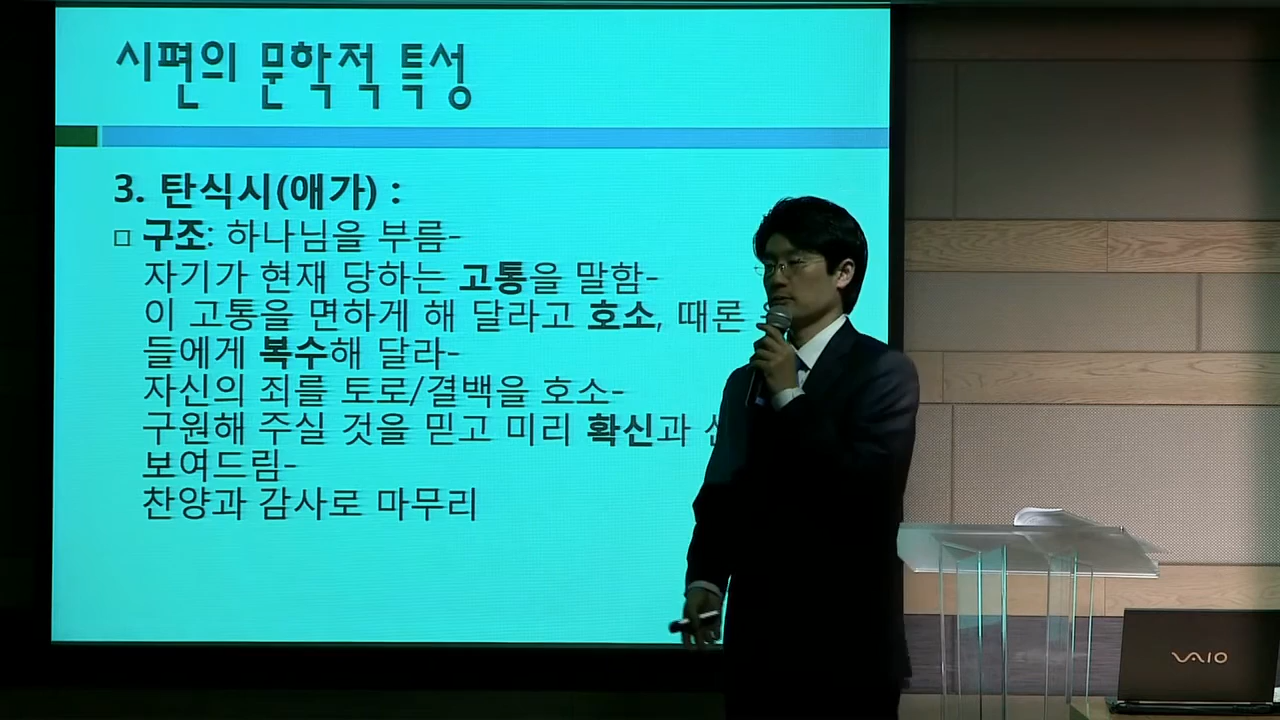 시편의 문학적 특성
3. 탄식시(애가) :
□ 구조: 하나님을 부름-
자기가 현재 당하는 고통을 말함-
이 고통을 면하게 해 달라고 호소, 때론
들에게 복수해 달라-
자신의 죄를 토로/결백을 호소-
구원해 주실 것을 믿고 미리 확신과
보여드림-
찬양과 감사로 마무리
VAIO